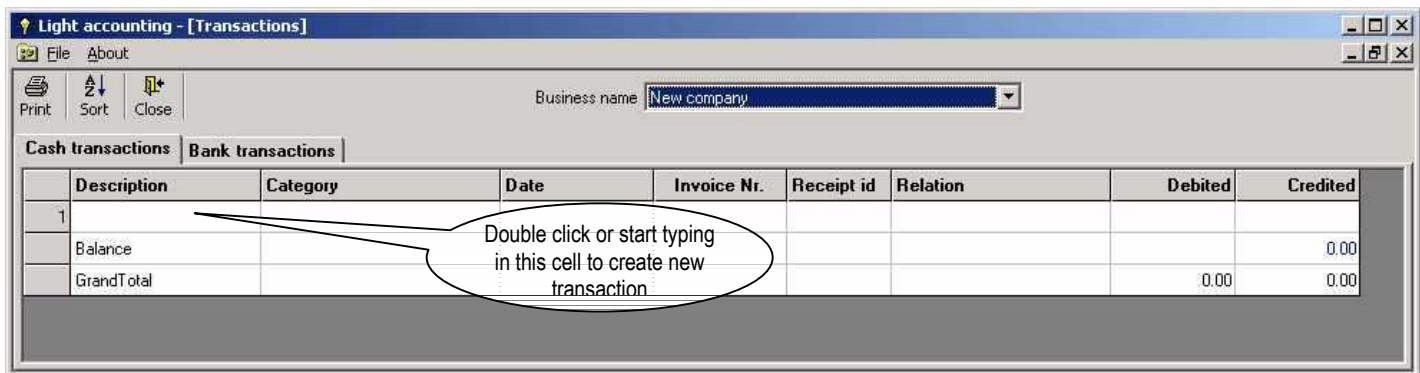 Light accounting - [Transactions]
File About
Print Sort Close
Business name New company
Cash transactions Bank transactions
Description Category Date Invoice Nr. Receipt id Relation Debited Credited
1
Double click or start typing
in this cell to create new
transaction
Balance 0.00
GrandTotal 0.00 0.00